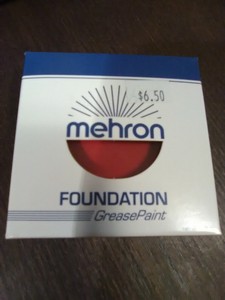 $6.50
mehron
FOUNDATION
GreasePaint